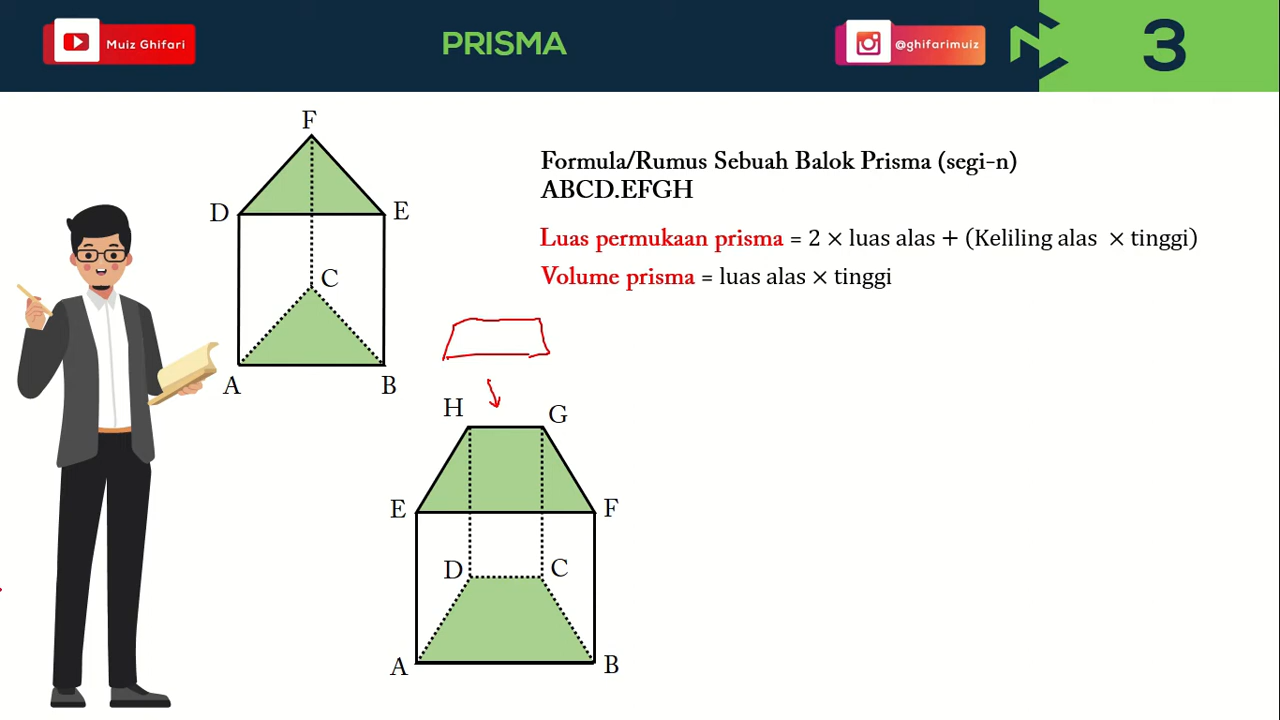 Muiz Ghifari
PRISMA
@ghifarimuiz
3
F
D
E
C
A
B
Formula/Rumus Sebuah Balok Prisma (segi-n)
ABCD.EFGH
Luas permukaan prisma = 2 × luas alas + (Keliling alas × tinggi)
Volume prisma = luas alas × tinggi
H
G
E
F
D
C
A
B